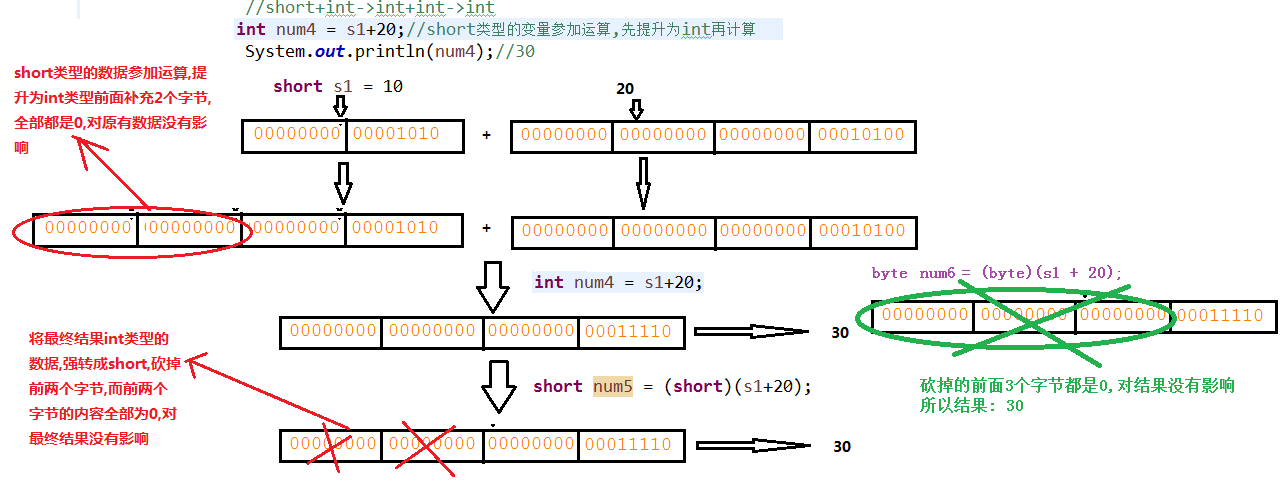 //short+int->int+int->int
int num4 = s1+20;//short类型的变量参加运算,先提升为int再计算
System.out.println(num4);//30
short类型的数据参加运算,提
升为int类型前面补充2个字节,
全部都是0,对原有数据没有影
响
short s1 = 10
20
00000000 00001010 + 00000000 00000000 00000000 00010100
00000000 00000000 00000000 00001010 + 00000000 00000000 00000000 00010100
int num4 = s1+20;
00000000 00000000 00000000 00011110
30
byte num6 = (byte)(s1 + 20);
00000000 00000000 00000000 00011110
砍掉的前面3个字节都是0,对结果没有影响
所以结果: 30
将最终结果int类型的
数据,强转成short,砍掉
前两个字节,而前两个
字节的内容全部为0,对
最终结果没有影响
short num5 = (short)(s1+20);
00000000 00000000 00000000 00011110
30